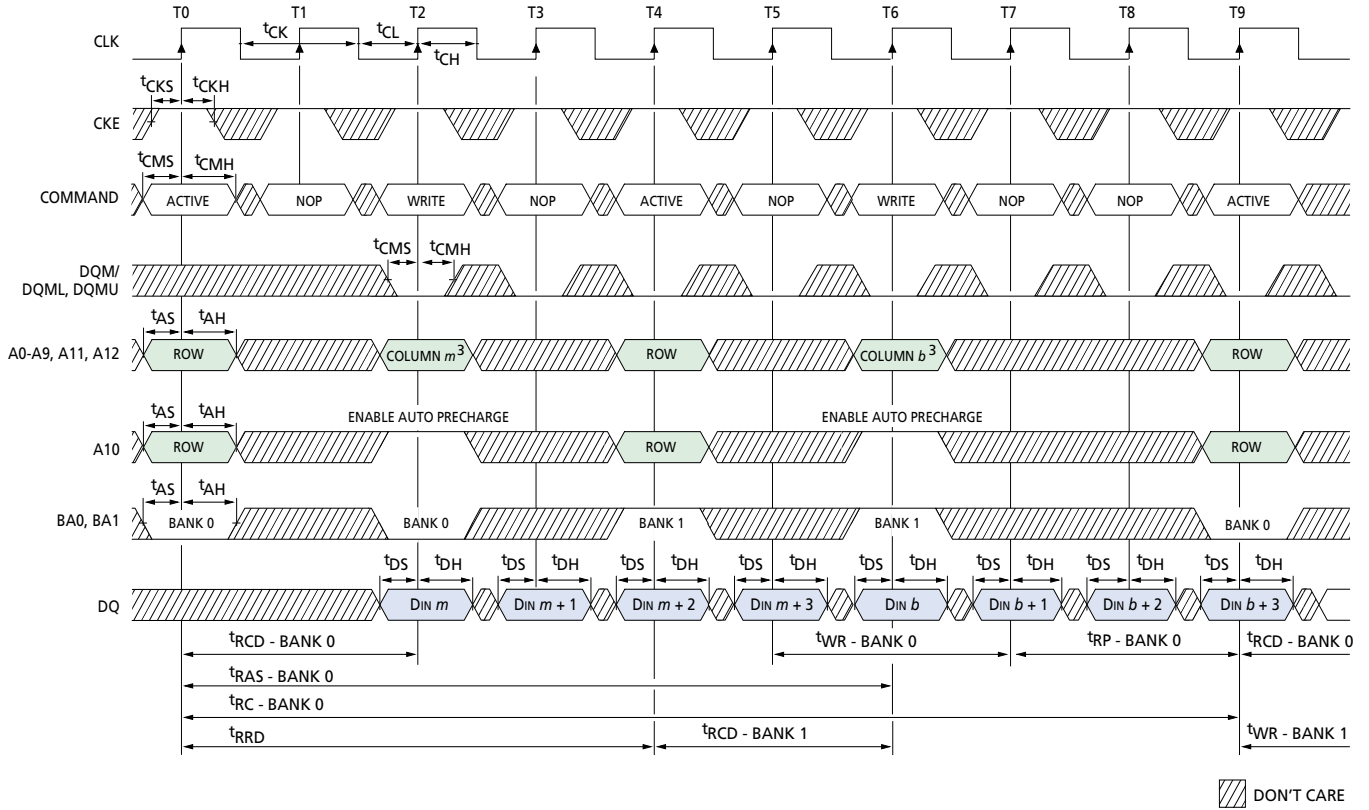 T0 T1 T2 T3 T4 T5 T6 T7 T8 T9
CLK
tCK tCL
tCH
tCKS tCKH
CKE
tCMS tCMH
COMMAND ACTIVE NOP WRITE NOP ACTIVE NOP WRITE NOP NOP ACTIVE
tCMS tCMH
DQM/
DQML, DQMU
tAS tAH
A0-A9, A11, A12 ROW COLUMN m3 ROW COLUMN b3 ROW
tAS tAH
ENABLE AUTO PRECHARGE ENABLE AUTO PRECHARGE
A10 ROW ROW ROW
tAS tAH
BA0, BA1 BANK 0 BANK 0 BANK 1 BANK 1 BANK 0
tDS tDH tDS tDH tDS tDH tDS tDH tDS tDH tDS tDH tDS tDH tDS tDH
DQ DIN m DIN m + 1 DIN m + 2 DIN m + 3 DIN b DIN b + 1 DIN b + 2 DIN b + 3
tRCD - BANK 0 tWR - BANK 0 tRP - BANK 0 tRCD - BANK 0
tRAS - BANK 0
tRC - BANK 0
tRRD tRCD - BANK 1 tWR - BANK 1
DON'T CARE